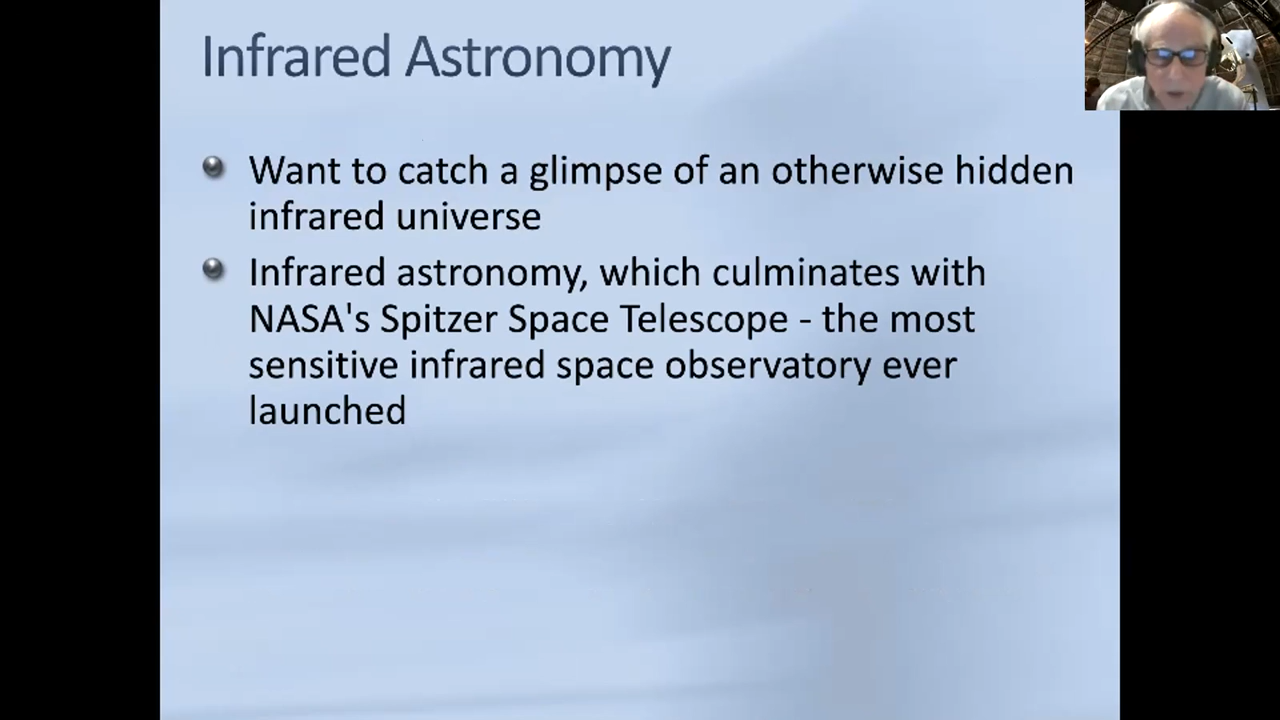 Infrared Astronomy
Want to catch a glimpse of an otherwise hidden
infrared universe
Infrared astronomy, which culminates with
NASA's Spitzer Space Telescope - the most
sensitive infrared space observatory ever
launched